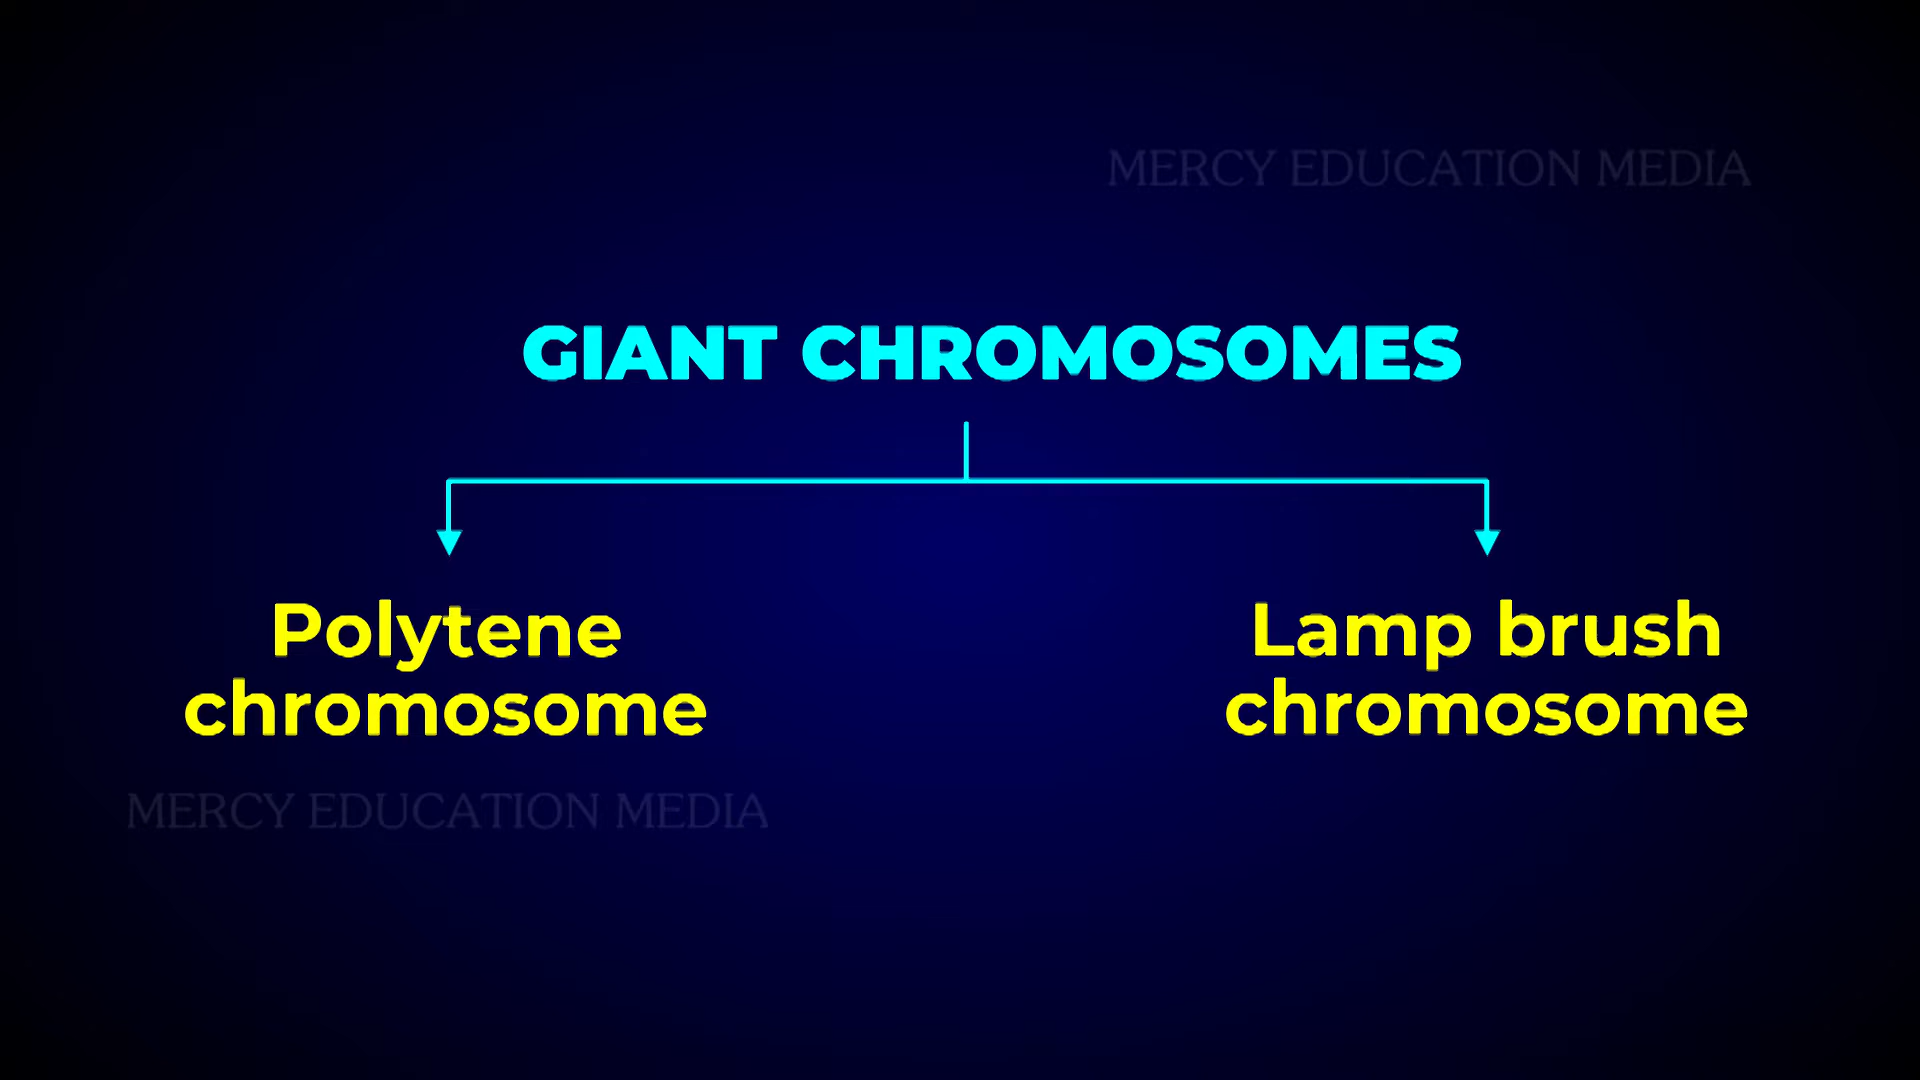 MERCY EDUCATION MEDIA
GIANT CHROMOSOMES
Polytene
chromosome
Lamp brush
chromosome
MERCY EDUCATION MEDIA